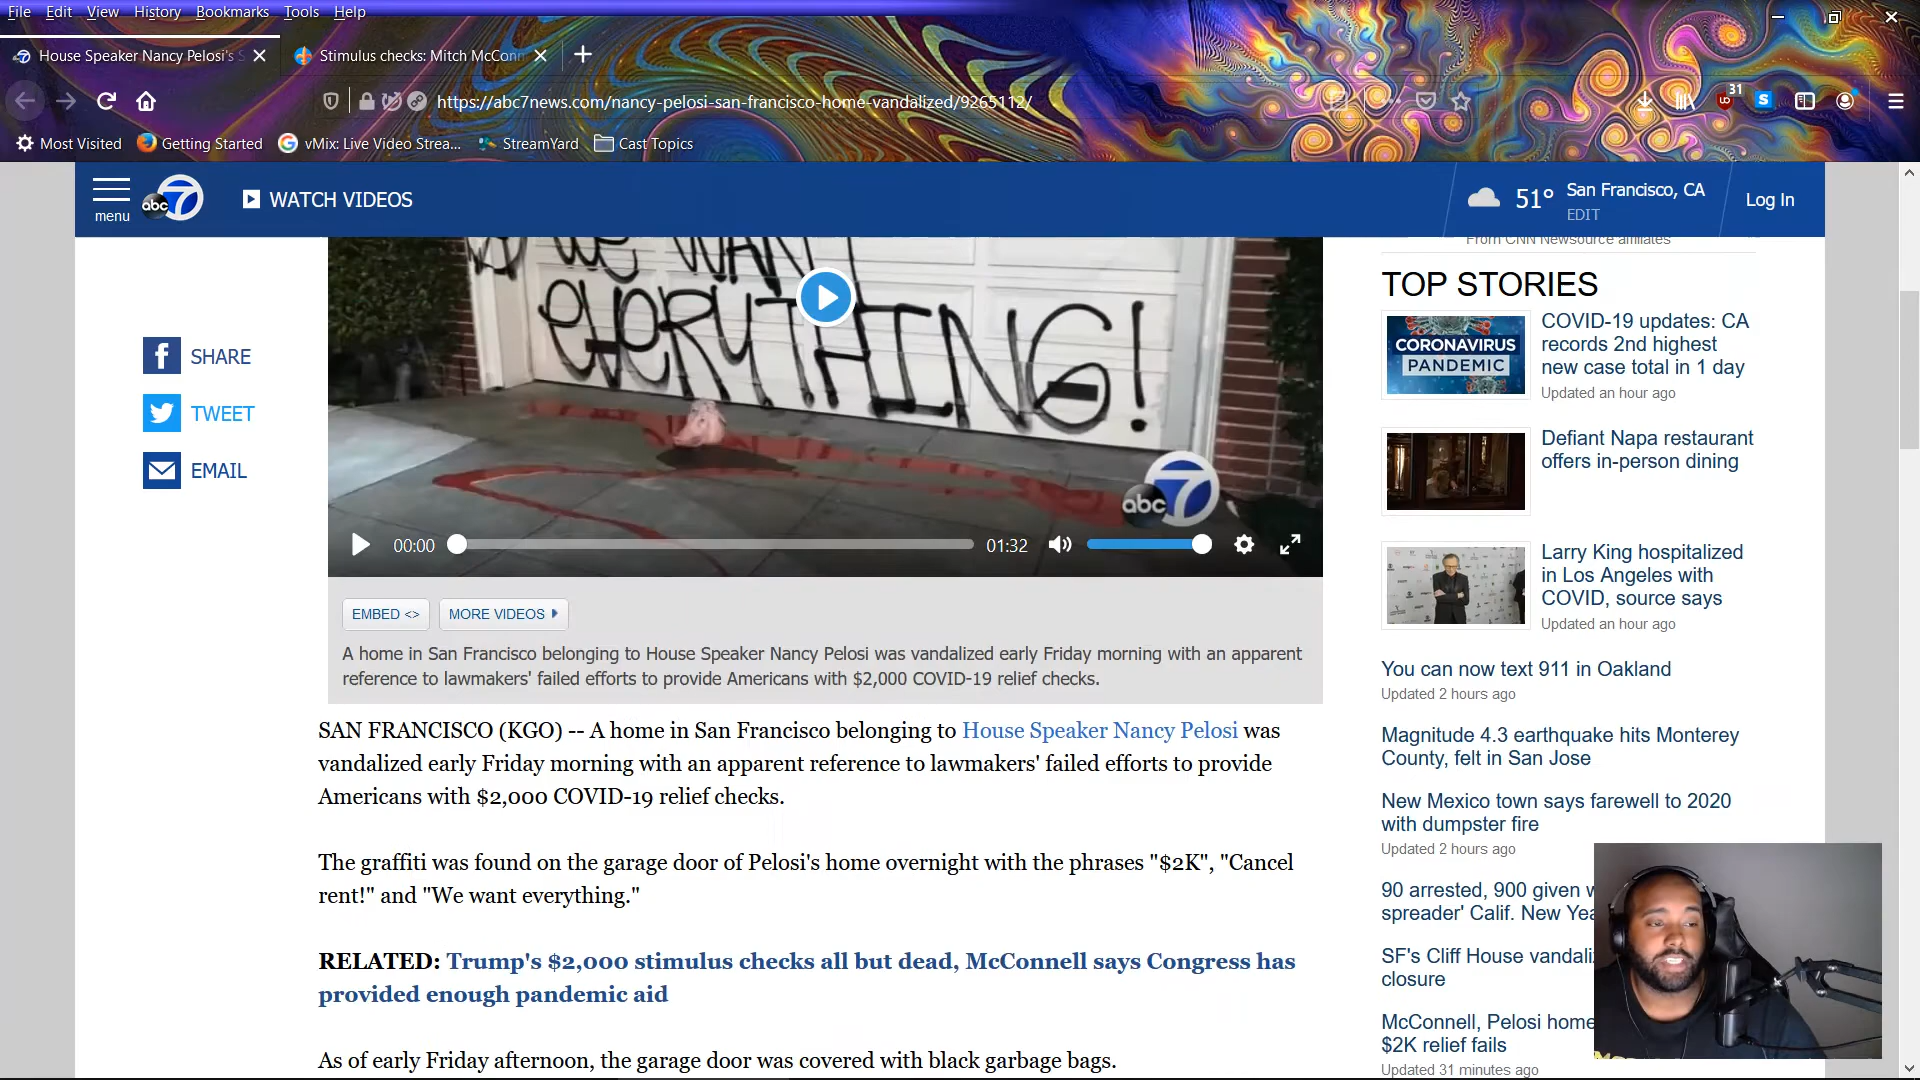 File Edit View History Bookmarks Tools Help
House Speaker Nancy Pelosi's S
Stimulus checks: Mitch McConn
https://abc7news.com/nancy-pelosi-san-francisco-home-vandalized/9265112/
31
Most Visited Getting Started vMix: Live Video Strea... StreamYard Cast Topics
menu
abc 7
WATCH VIDEOS
51° San Francisco, CA
EDIT
Log In
WE WANT
EVERYTHING!
abc 7
SHARE
TWEET
EMAIL
00:00
01:32
EMBED <>
MORE VIDEOS
A home in San Francisco belonging to House Speaker Nancy Pelosi was vandalized early Friday morning with an apparent
reference to lawmakers' failed efforts to provide Americans with $2,000 COVID-19 relief checks.
SAN FRANCISCO (KGO) -- A home in San Francisco belonging to House Speaker Nancy Pelosi was
vandalized early Friday morning with an apparent reference to lawmakers' failed efforts to provide
Americans with $2,000 COVID-19 relief checks.
The graffiti was found on the garage door of Pelosi's home overnight with the phrases "$2K", "Cancel
rent!" and "We want everything."
RELATED: Trump's $2,000 stimulus checks all but dead, McConnell says Congress has
provided enough pandemic aid
As of early Friday afternoon, the garage door was covered with black garbage bags.
From CNN Newsource affiliates
TOP STORIES
CORONAVIRUS
PANDEMIC
COVID-19 updates: CA
records 2nd highest
new case total in 1 day
Updated an hour ago
Defiant Napa restaurant
offers in-person dining
Larry King hospitalized
in Los Angeles with
COVID, source says
Updated an hour ago
You can now text 911 in Oakland
Updated 2 hours ago
Magnitude 4.3 earthquake hits Monterey
County, felt in San Jose
New Mexico town says farewell to 2020
with dumpster fire
Updated 2 hours ago
90 arrested, 900 given w
spreader' Calif. New Yea
SF's Cliff House vandali
closure
McConnell, Pelosi home
$2K relief fails
Updated 31 minutes ago